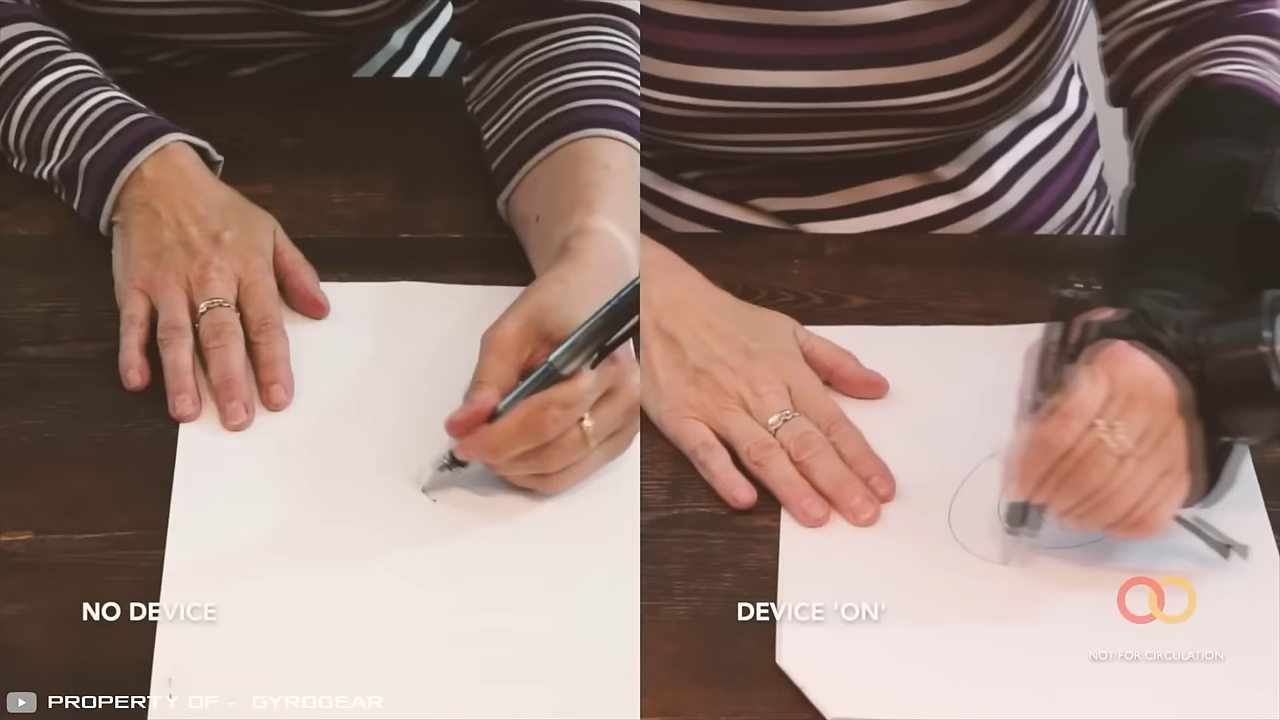 NO DEVICE
DEVICE 'ON'
NOT FOR CIRCULATION
PROPERTY OF - GYROGEAR